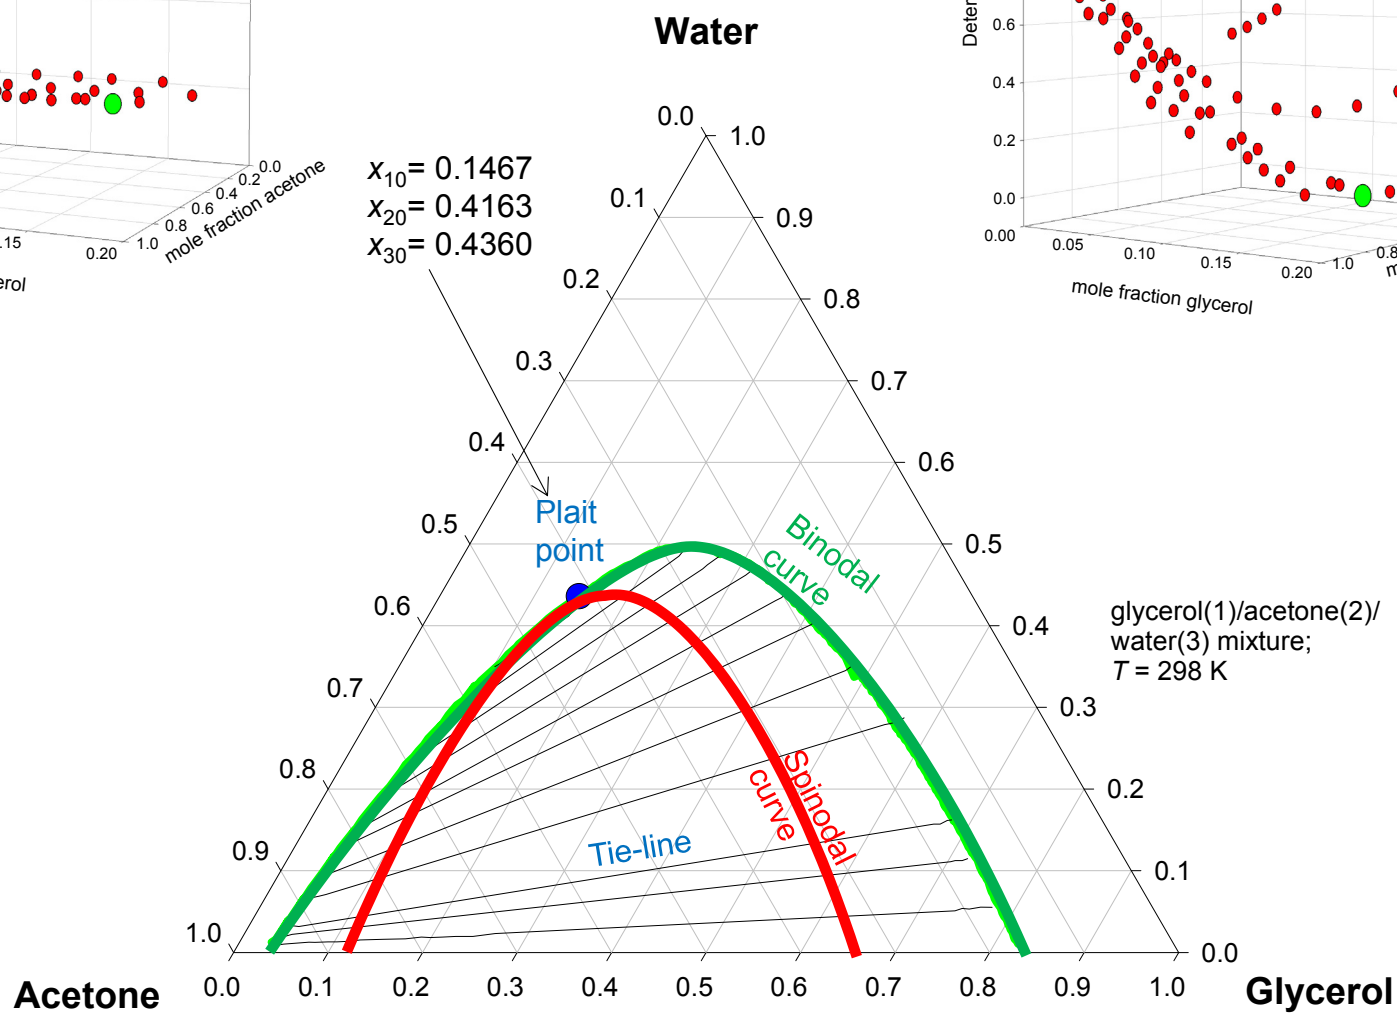 Water
0.0
0.2
0.4
0.6
0.8
1.0
mole fraction acetone
.15
0.20
erol
Deter
0.6
0.4
0.2
0.0
0.00
0.05
0.10
0.15
0.20
1.0
0.8
m
mole fraction glycerol
x10= 0.1467
x20= 0.4163
x30= 0.4360
0.0
0.1
0.2
0.3
0.4
0.5
0.6
0.7
0.8
0.9
1.0
1.0
0.9
0.8
0.7
0.6
0.5
0.4
0.3
0.2
0.1
0.0
Plait
point
Binodal
curve
Spinodal
curve
Tie-line
glycerol(1)/acetone(2)/
water(3) mixture;
T = 298 K
Acetone
0.0 0.1 0.2 0.3 0.4 0.5 0.6 0.7 0.8 0.9 1.0
Glycerol